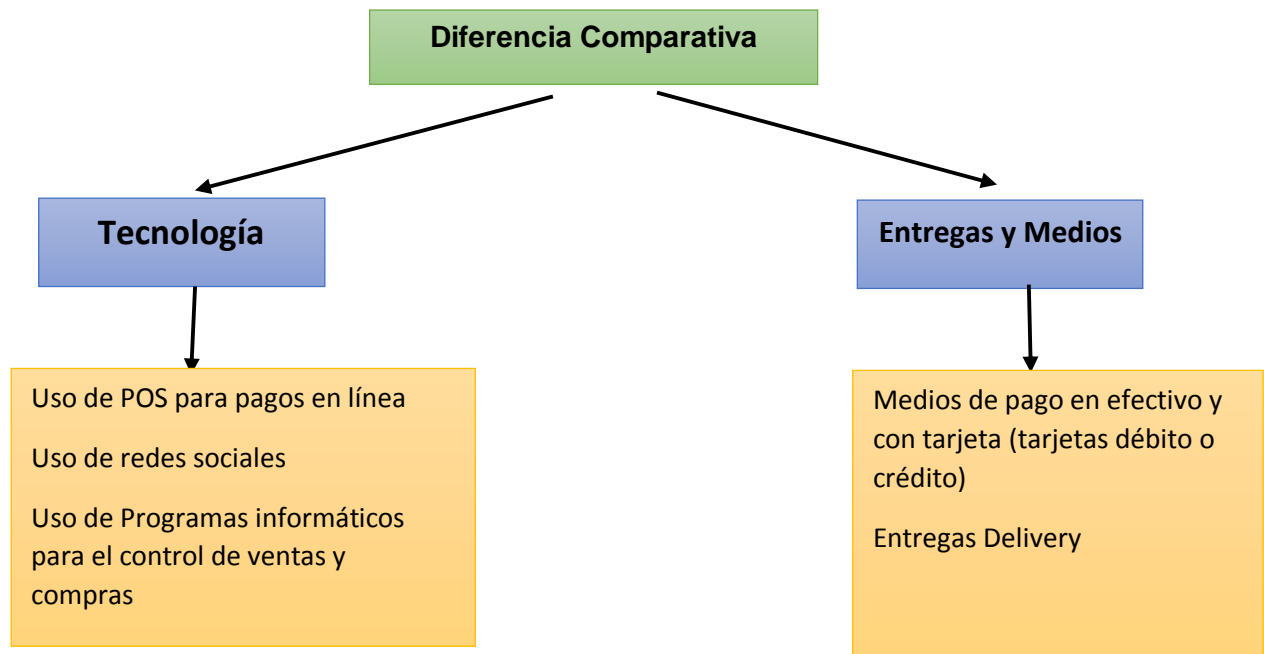 Diferencia Comparativa
Tecnología
Entregas y Medios
Uso de POS para pagos en línea
Uso de redes sociales
Uso de Programas informáticos
para el control de ventas y
compras
Medios de pago en efectivo y
con tarjeta (tarjetas débito o
crédito)
Entregas Delivery